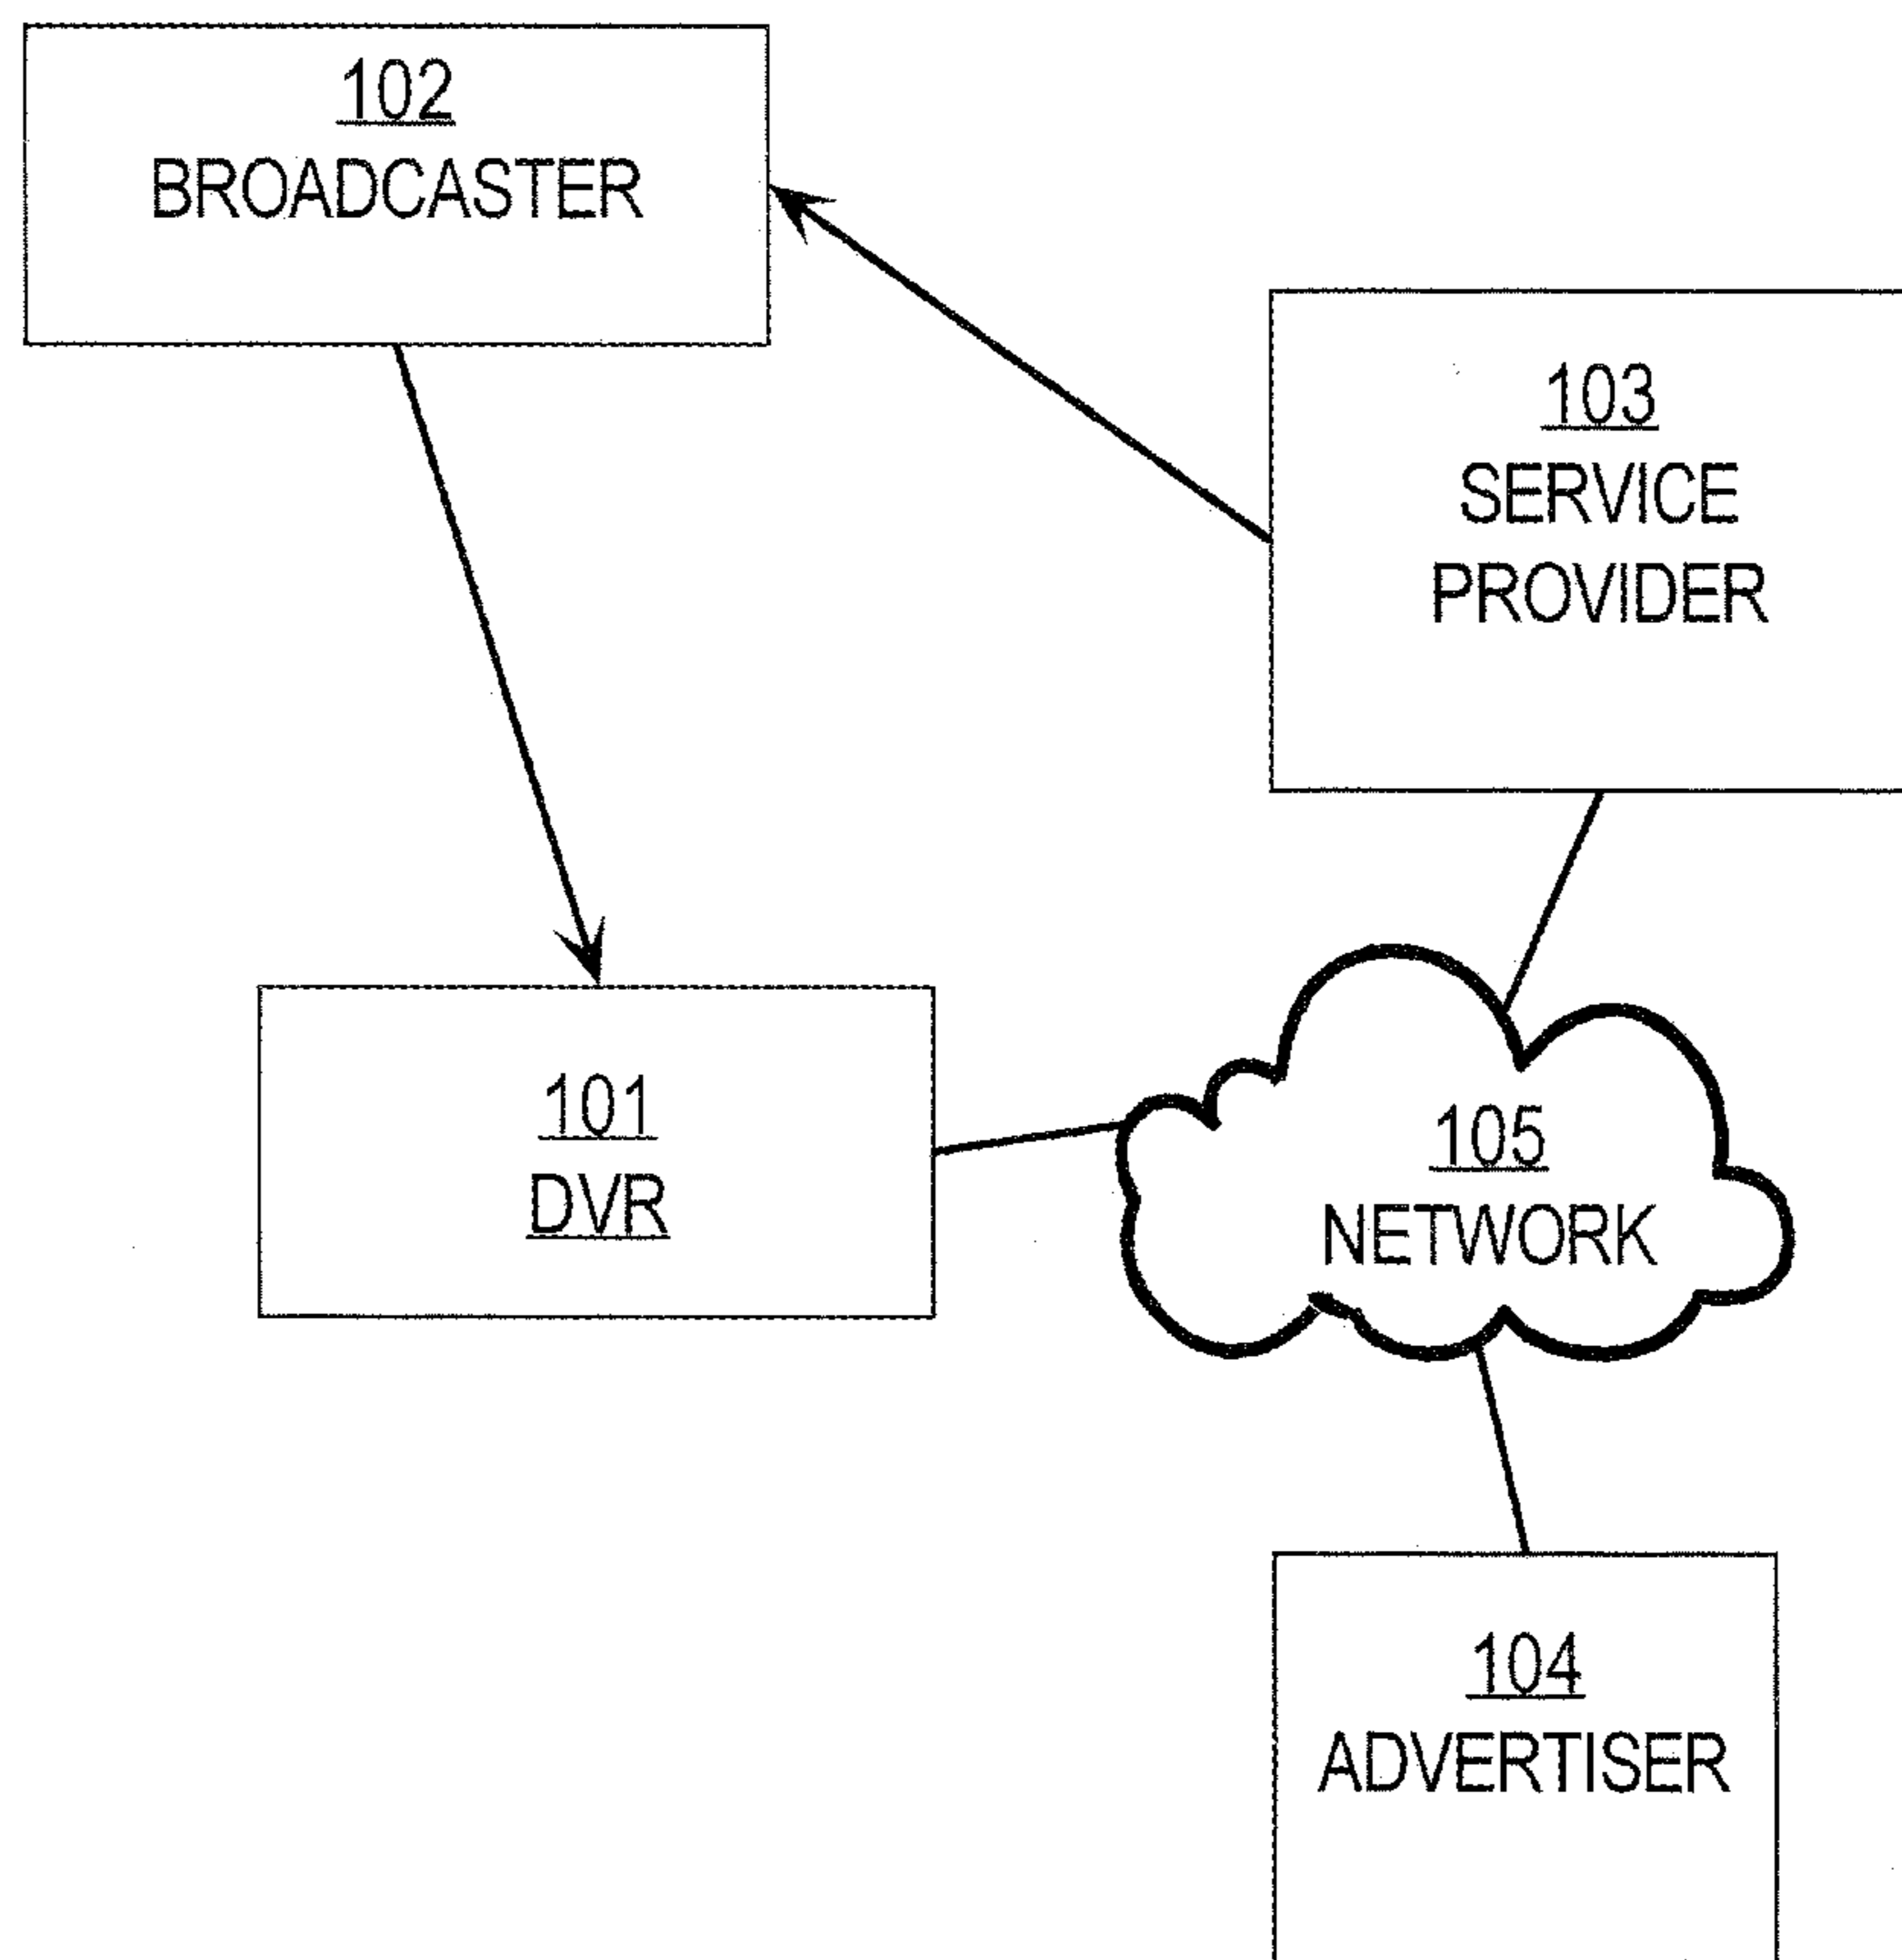 102
BROADCASTER
103
SERVICE
PROVIDER
101
DVR
105
NETWORK
104
ADVERTISER